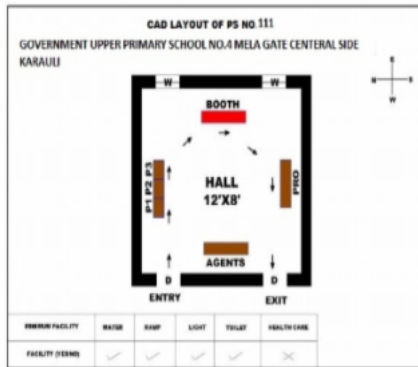 CAD LAYOUT OF PS NO.111
GOVERNMENT UPPER PRIMARY SCHOOL NO.4 MELA GATE CENTERAL SIDE
KARAULI
E
N S
W
W W
BOOTH
P1 P2 P3
HALL
12'X8'
PRO
AGENTS
D D
ENTRY EXIT
MINIMUM FACILITY WATER RAMP LIGHT TOILET HEALTH CARE
FACILITY (YES/NO)